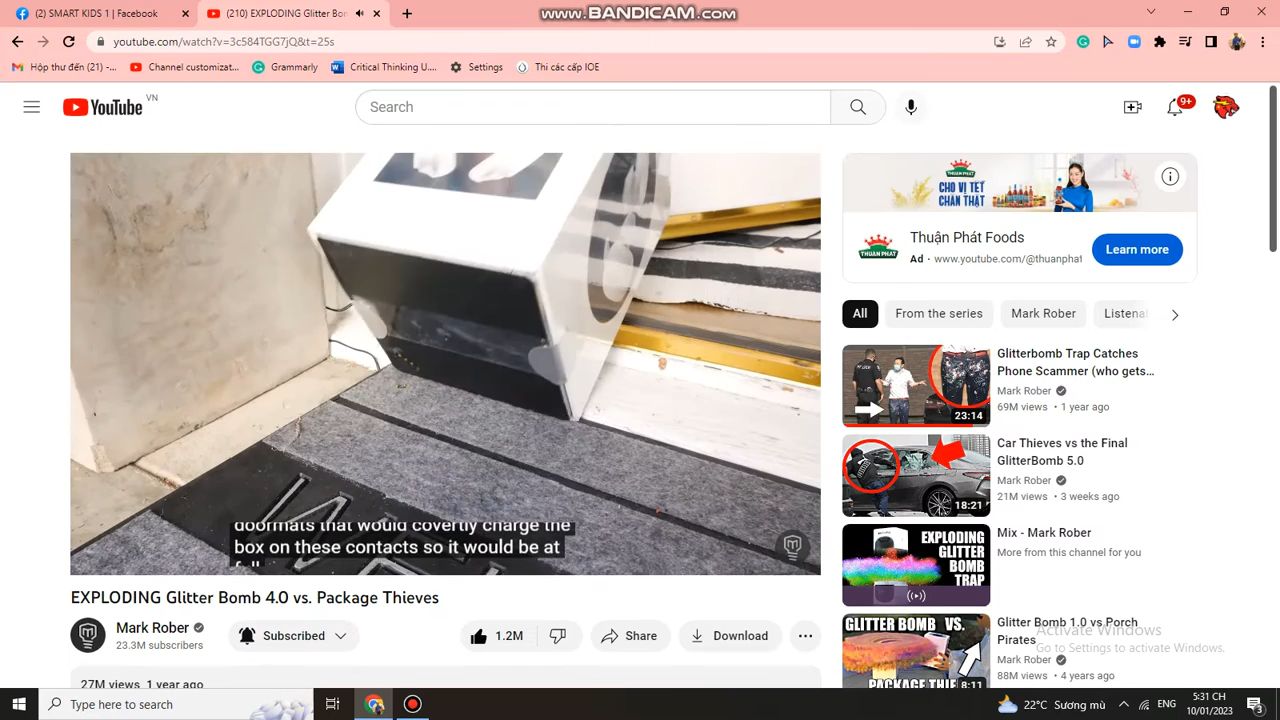 www.BANDICAM.com
(2) SMART KIDS 1 | Facebook
(210) EXPLODING Glitter Bom
youtube.com/watch?v=3c584TGG7jQ&t=25s
Hộp thư đến (21) -...
Channel customizat...
Grammarly
Critical Thinking U....
Settings
Thi các cấp IOE
YouTube VN
Search
9+
THUẬN PHÁT
CHO VỊ TẾT
CHÂN THẬT
THUẬN PHÁT
Thuận Phát Foods
Ad · www.youtube.com/@thuanphat
Learn more
All
From the series
Mark Rober
Listena
doormats that would covertly charge the
box on these contacts so it would be at
full
EXPLODING Glitter Bomb 4.0 vs. Package Thieves
Mark Rober
23.3M subscribers
Subscribed
1.2M
Share
Download
...
27M views 1 year ago
Glitterbomb Trap Catches
Phone Scammer (who gets...
Mark Rober
69M views • 1 year ago
23:14
Car Thieves vs the Final
GlitterBomb 5.0
Mark Rober
21M views • 3 weeks ago
18:21
EXPLODING
GLITTER
BOMB
TRAP
Mix - Mark Rober
More from this channel for you
GLITTER BOMB VS.
PACKAGE THIE
8:11
Glitter Bomb 1.0 vs Porch
Pirates
Mark Rober
88M views • 4 years ago
Activate Windows
Go to Settings to activate Windows.
Type here to search
22°C Sương mù
ENG
5:31 CH
10/01/2023
3